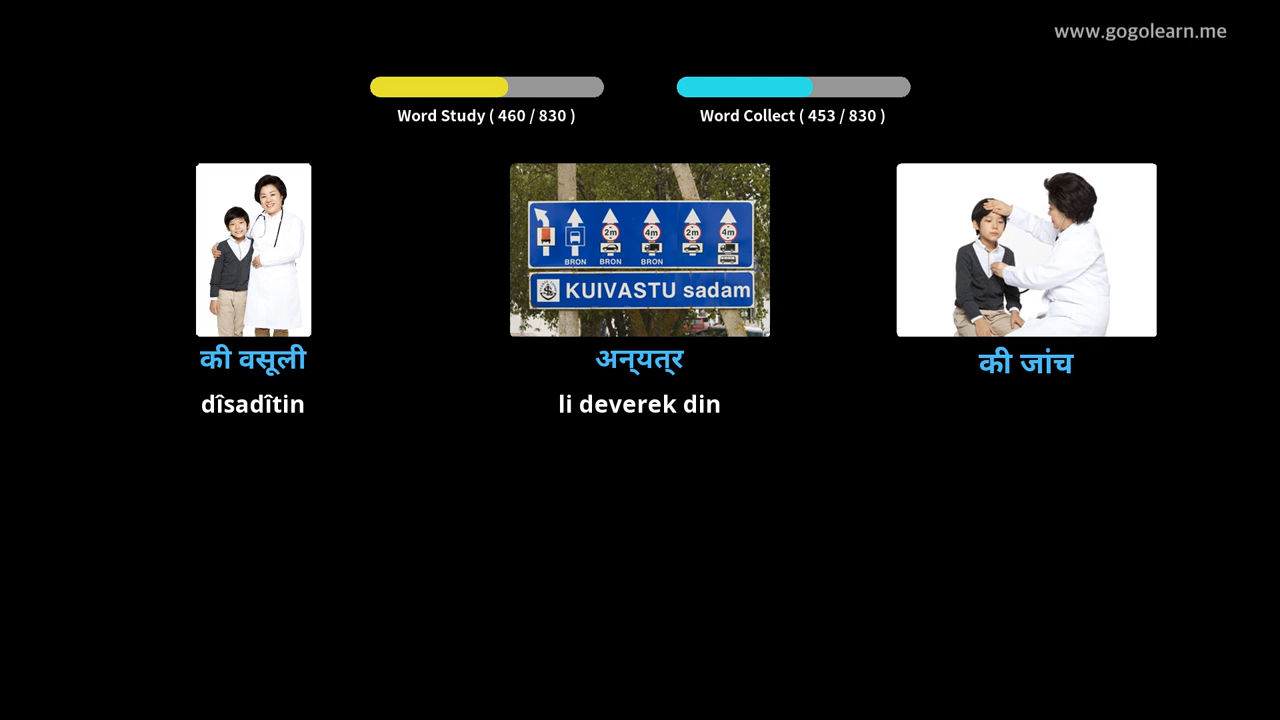 www.gogolearn.me
Word Study ( 460 / 830 )
Word Collect ( 453 / 830 )
2m
4m
2m
4m
BRON
BRON
BRON
KUIVASTU sadam
की वसूली
अन्‌यत्‌र
की जांच
dîsadîtin
li deverek din